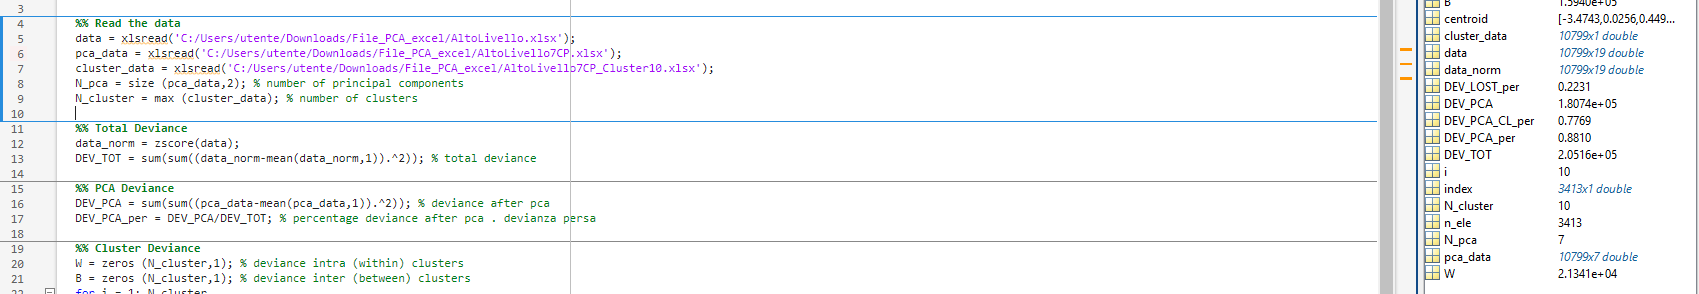 3
4 %% Read the data
5 data = xlsread('C:/Users/utente/Downloads/File_PCA_excel/AltoLivello.xlsx');
6 pca_data = xlsread('C:/Users/utente/Downloads/File_PCA_excel/AltoLivello7CP.xlsx');
7 cluster_data = xlsread('C:/Users/utente/Downloads/File_PCA_excel/AltoLivello7CP_Cluster10.xlsx');
8 N_pca = size (pca_data,2); % number of principal components
9 N_cluster = max (cluster_data); % number of clusters
10
11 %% Total Deviance
12 data_norm = zscore(data);
13 DEV_TOT = sum(sum((data_norm-mean(data_norm,1)).^2)); % total deviance
14
15 %% PCA Deviance
16 DEV_PCA = sum(sum((pca_data-mean(pca_data,1)).^2)); % deviance after pca
17 DEV_PCA_per = DEV_PCA/DEV_TOT; % percentage deviance after pca . devianza persa
18
19 %% Cluster Deviance
20 W = zeros (N_cluster,1); % deviance intra (within) clusters
21 B = zeros (N_cluster,1); % deviance inter (between) clusters
22 for i = 1: N_cluster
B 1.5940e+05
centroid [-3.4743,0.0256,0.449...
cluster_data 10799x1 double
data 10799x19 double
data_norm 10799x19 double
DEV_LOST_per 0.2231
DEV_PCA 1.8074e+05
DEV_PCA_CL_per 0.7769
DEV_PCA_per 0.8810
DEV_TOT 2.0516e+05
i 10
index 3413x1 double
N_cluster 10
n_ele 3413
N_pca 7
pca_data 10799x7 double
W 2.1341e+04